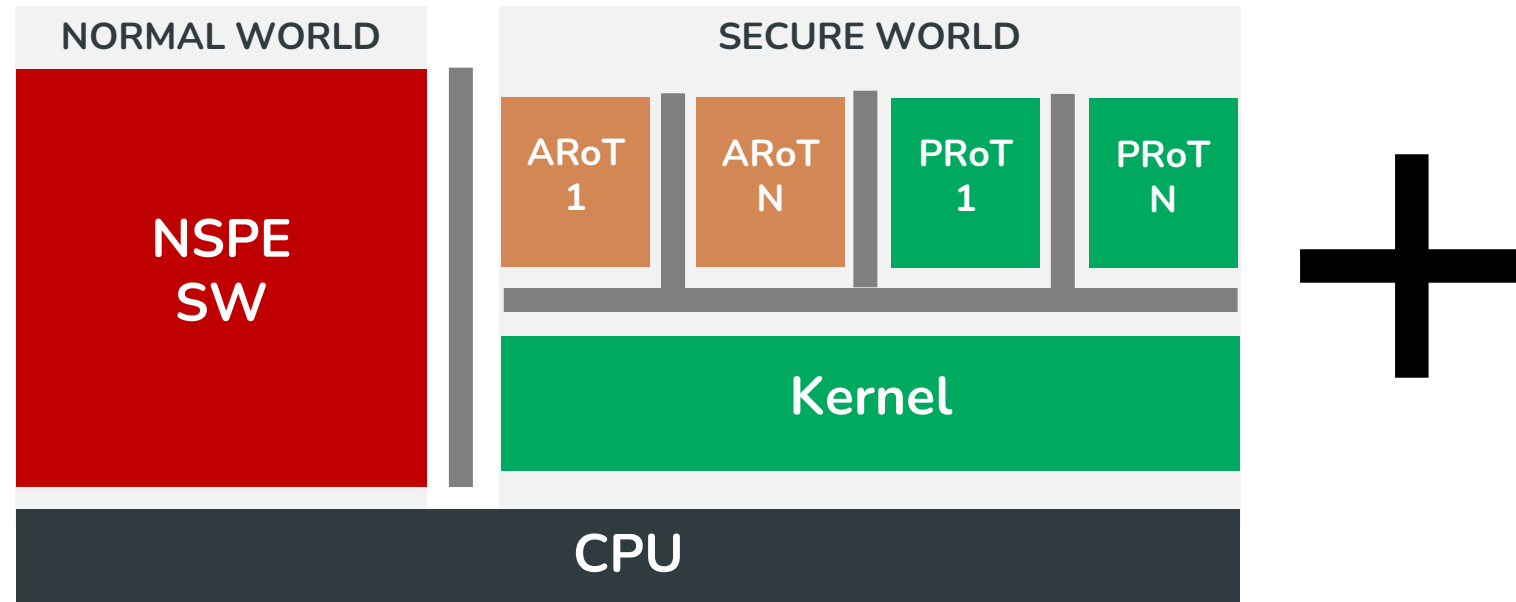 NORMAL WORLD
SECURE WORLD
NSPE
SW
ARoT
1
ARoT
N
PRoT
1
PRoT
N
Kernel
CPU